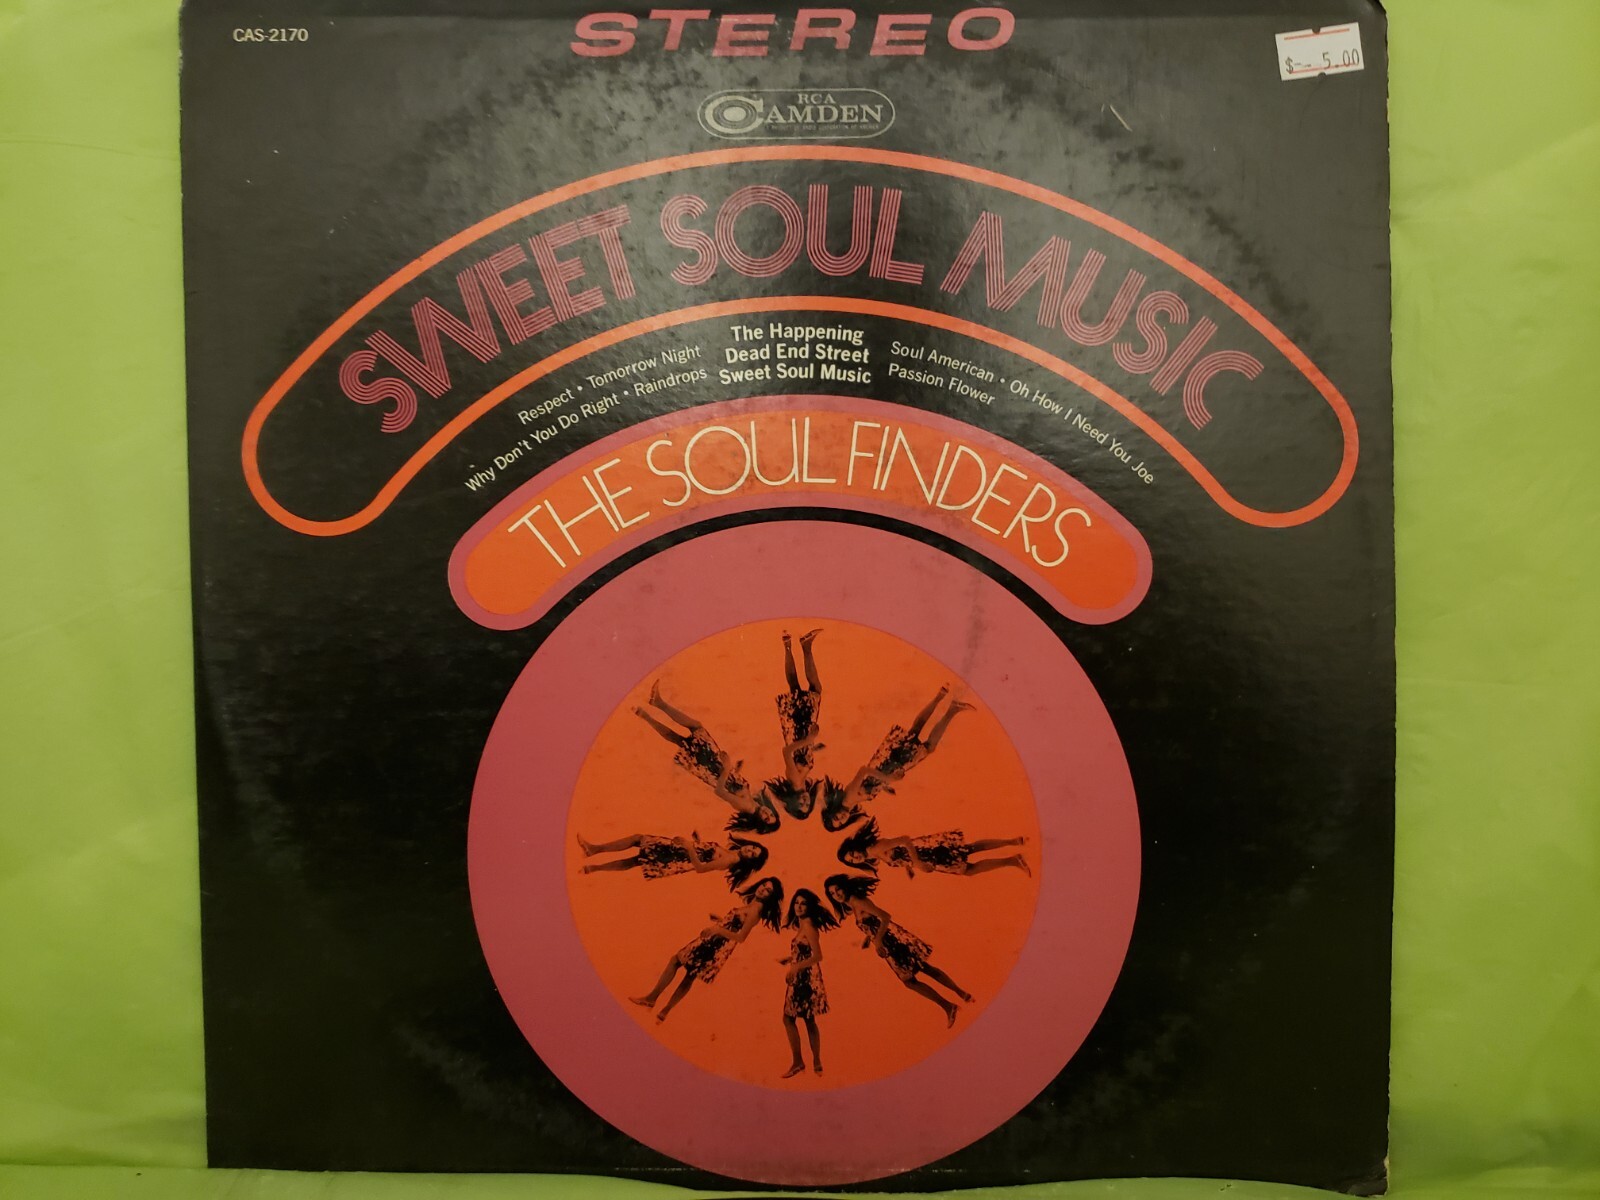 CAS-2170
STEREO
$-- 5.00
RCA
CAMDEN
SWEET SOUL MUSIC
The Happening
Dead End Street
Sweet Soul Music
Respect • Tomorrow Night
Why Don't You Do Right • Raindrops
Soul American • Oh How I Need You Joe
Passion Flower
THE SOUL FINDERS